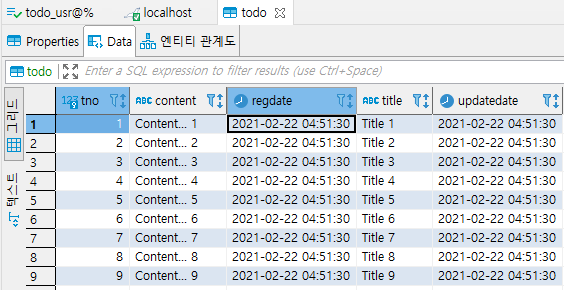 todo_usr@% localhost todo
Properties Data 엔티티 관계도
todo Enter a SQL expression to filter results (use Ctrl+Space)
그리드
텍스트
123 tno ABC content regdate ABC title updatedate
1 1 Content... 1 2021-02-22 04:51:30 Title 1 2021-02-22 04:51:30
2 2 Content... 2 2021-02-22 04:51:30 Title 2 2021-02-22 04:51:30
3 3 Content... 3 2021-02-22 04:51:30 Title 3 2021-02-22 04:51:30
4 4 Content... 4 2021-02-22 04:51:30 Title 4 2021-02-22 04:51:30
5 5 Content... 5 2021-02-22 04:51:30 Title 5 2021-02-22 04:51:30
6 6 Content... 6 2021-02-22 04:51:30 Title 6 2021-02-22 04:51:30
7 7 Content... 7 2021-02-22 04:51:30 Title 7 2021-02-22 04:51:30
8 8 Content... 8 2021-02-22 04:51:30 Title 8 2021-02-22 04:51:30
9 9 Content... 9 2021-02-22 04:51:30 Title 9 2021-02-22 04:51:30